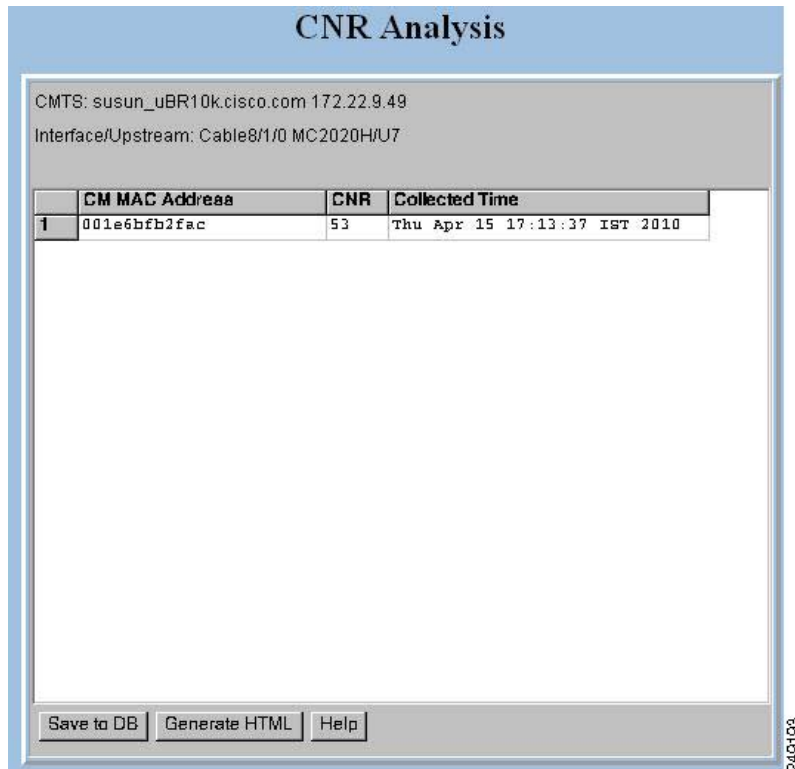 CNR Analysis
CMTS: susun_uBR10k.cisco.com 172.22.9.49
Interface/Upstream: Cable8/1/0 MC2020H/U7
CM MAC Address CNR Collected Time
1 001e6bfb2fac 53 Thu Apr 15 17:13:37 IST 2010
Save to DB Generate HTML Help
249193